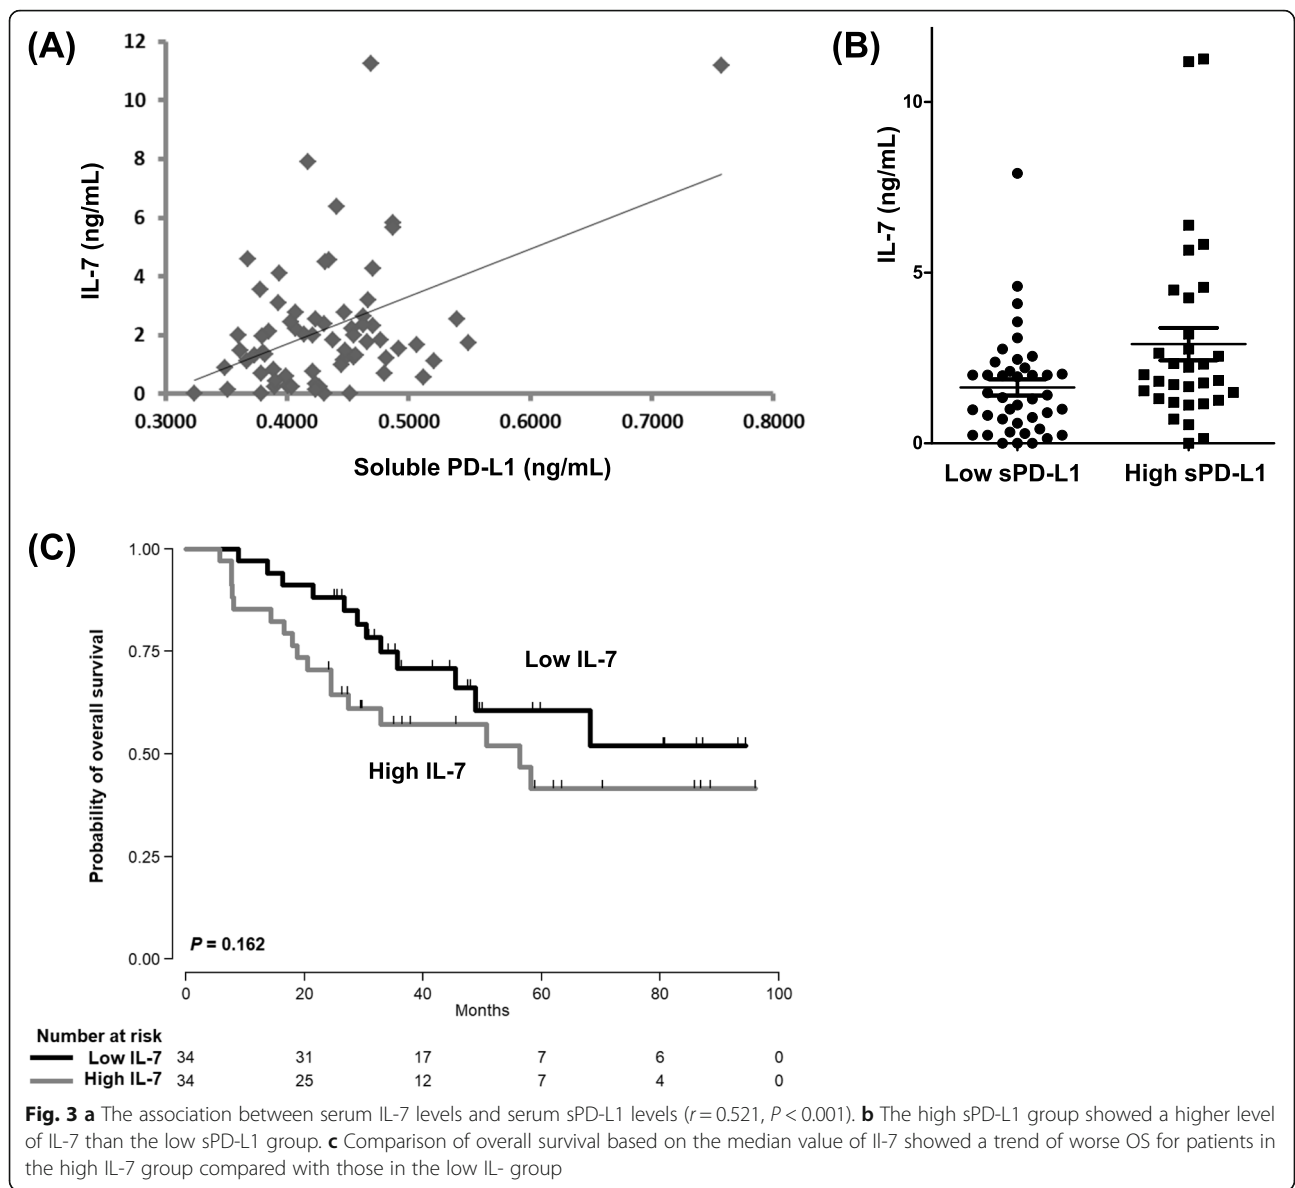 (A)
12
10
8
6
4
2
0
IL-7 (ng/mL)
0.3000 0.4000 0.5000 0.6000 0.7000 0.8000
Soluble PD-L1 (ng/mL)
(B)
10
5
0
IL-7 (ng/mL)
Low sPD-L1 High sPD-L1
(C)
1.00
0.75
0.50
0.25
0.00
Probability of overall survival
Low IL-7
High IL-7
P = 0.162
0 20 40 60 80 100
Months
Number at risk
Low IL-7 34 31 17 7 6 0
High IL-7 34 25 12 7 4 0
Fig. 3 a The association between serum IL-7 levels and serum sPD-L1 levels (r = 0.521, P < 0.001). b The high sPD-L1 group showed a higher level
of IL-7 than the low sPD-L1 group. c Comparison of overall survival based on the median value of Il-7 showed a trend of worse OS for patients in
the high IL-7 group compared with those in the low IL- group